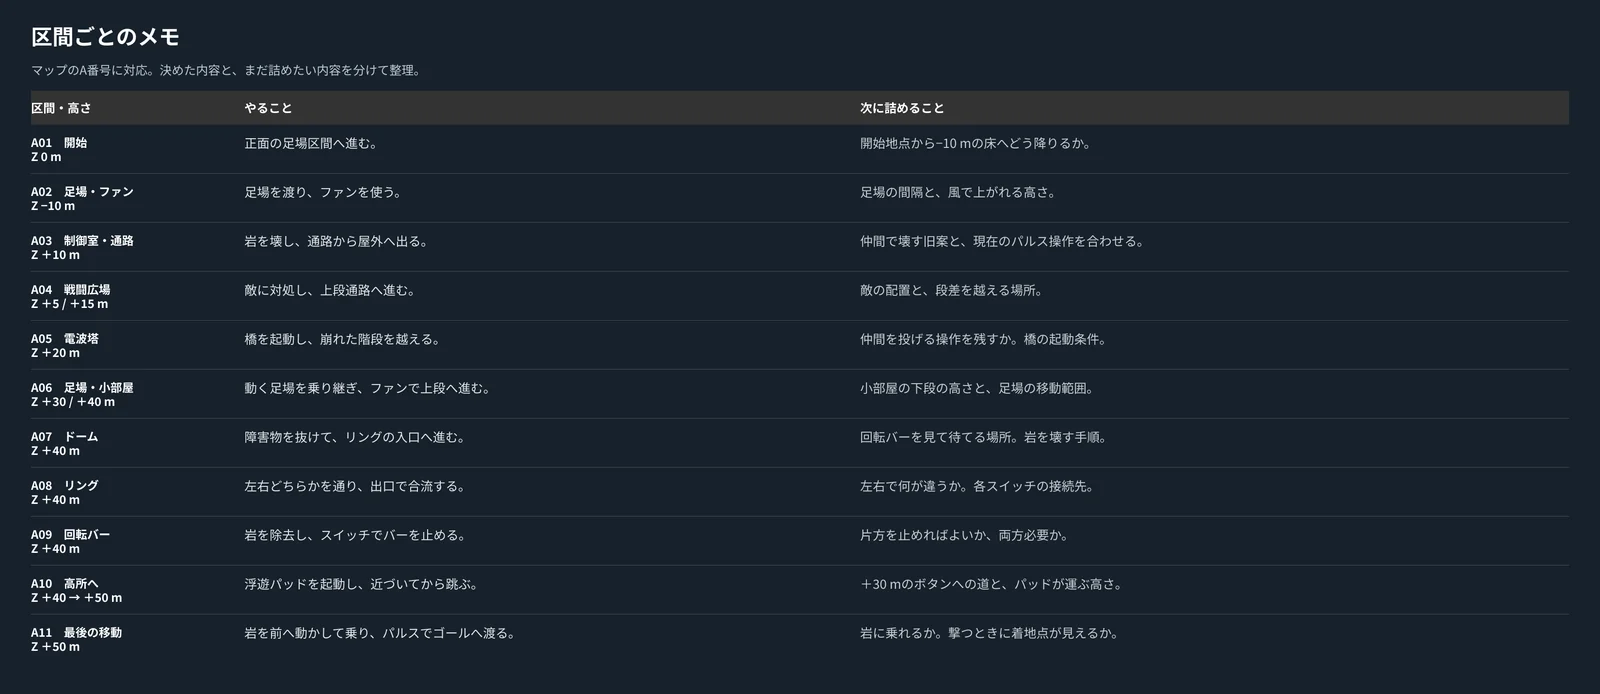 区間ごとのメモ
マップのA番号に対応。決めた内容と、まだ詰めたい内容を分けて整理。
区間・高さ やること 次に詰めること
A01 開始 正面の足場区間へ進む。 開始地点から−10 mの床へどう降りるか。
Z 0 m
A02 足場・ファン 足場を渡り、ファンを使う。 足場の間隔と、風で上がれる高さ。
Z −10 m
A03 制御室・通路 岩を壊し、通路から屋外へ出る。 仲間で壊す旧案と、現在のパルス操作を合わせる。
Z +10 m
A04 戦闘広場 敵に対処し、上段通路へ進む。 敵の配置と、段差を越える場所。
Z +5 / +15 m
A05 電波塔 橋を起動し、崩れた階段を越える。 仲間を投げる操作を残すか。橋の起動条件。
Z +20 m
A06 足場・小部屋 動く足場を乗り継ぎ、ファンで上段へ進む。 小部屋の下段の高さと、足場の移動範囲。
Z +30 / +40 m
A07 ドーム 障害物を抜けて、リングの入口へ進む。 回転バーを見て待てる場所。岩を壊す手順。
Z +40 m
A08 リング 左右どちらかを通り、出口で合流する。 左右で何が違うか。各スイッチの接続先。
Z +40 m
A09 回転バー 岩を除去し、スイッチでバーを止める。 片方を止めればよいか、両方必要か。
Z +40 m
A10 高所へ 浮遊パッドを起動し、近づいてから跳ぶ。 +30 mのボタンへの道と、パッドが運ぶ高さ。
Z +40 → +50 m
A11 最後の移動 岩を前へ動かして乗り、パルスでゴールへ渡る。 岩に乗れるか。撃つときに着地点が見えるか。
Z +50 m